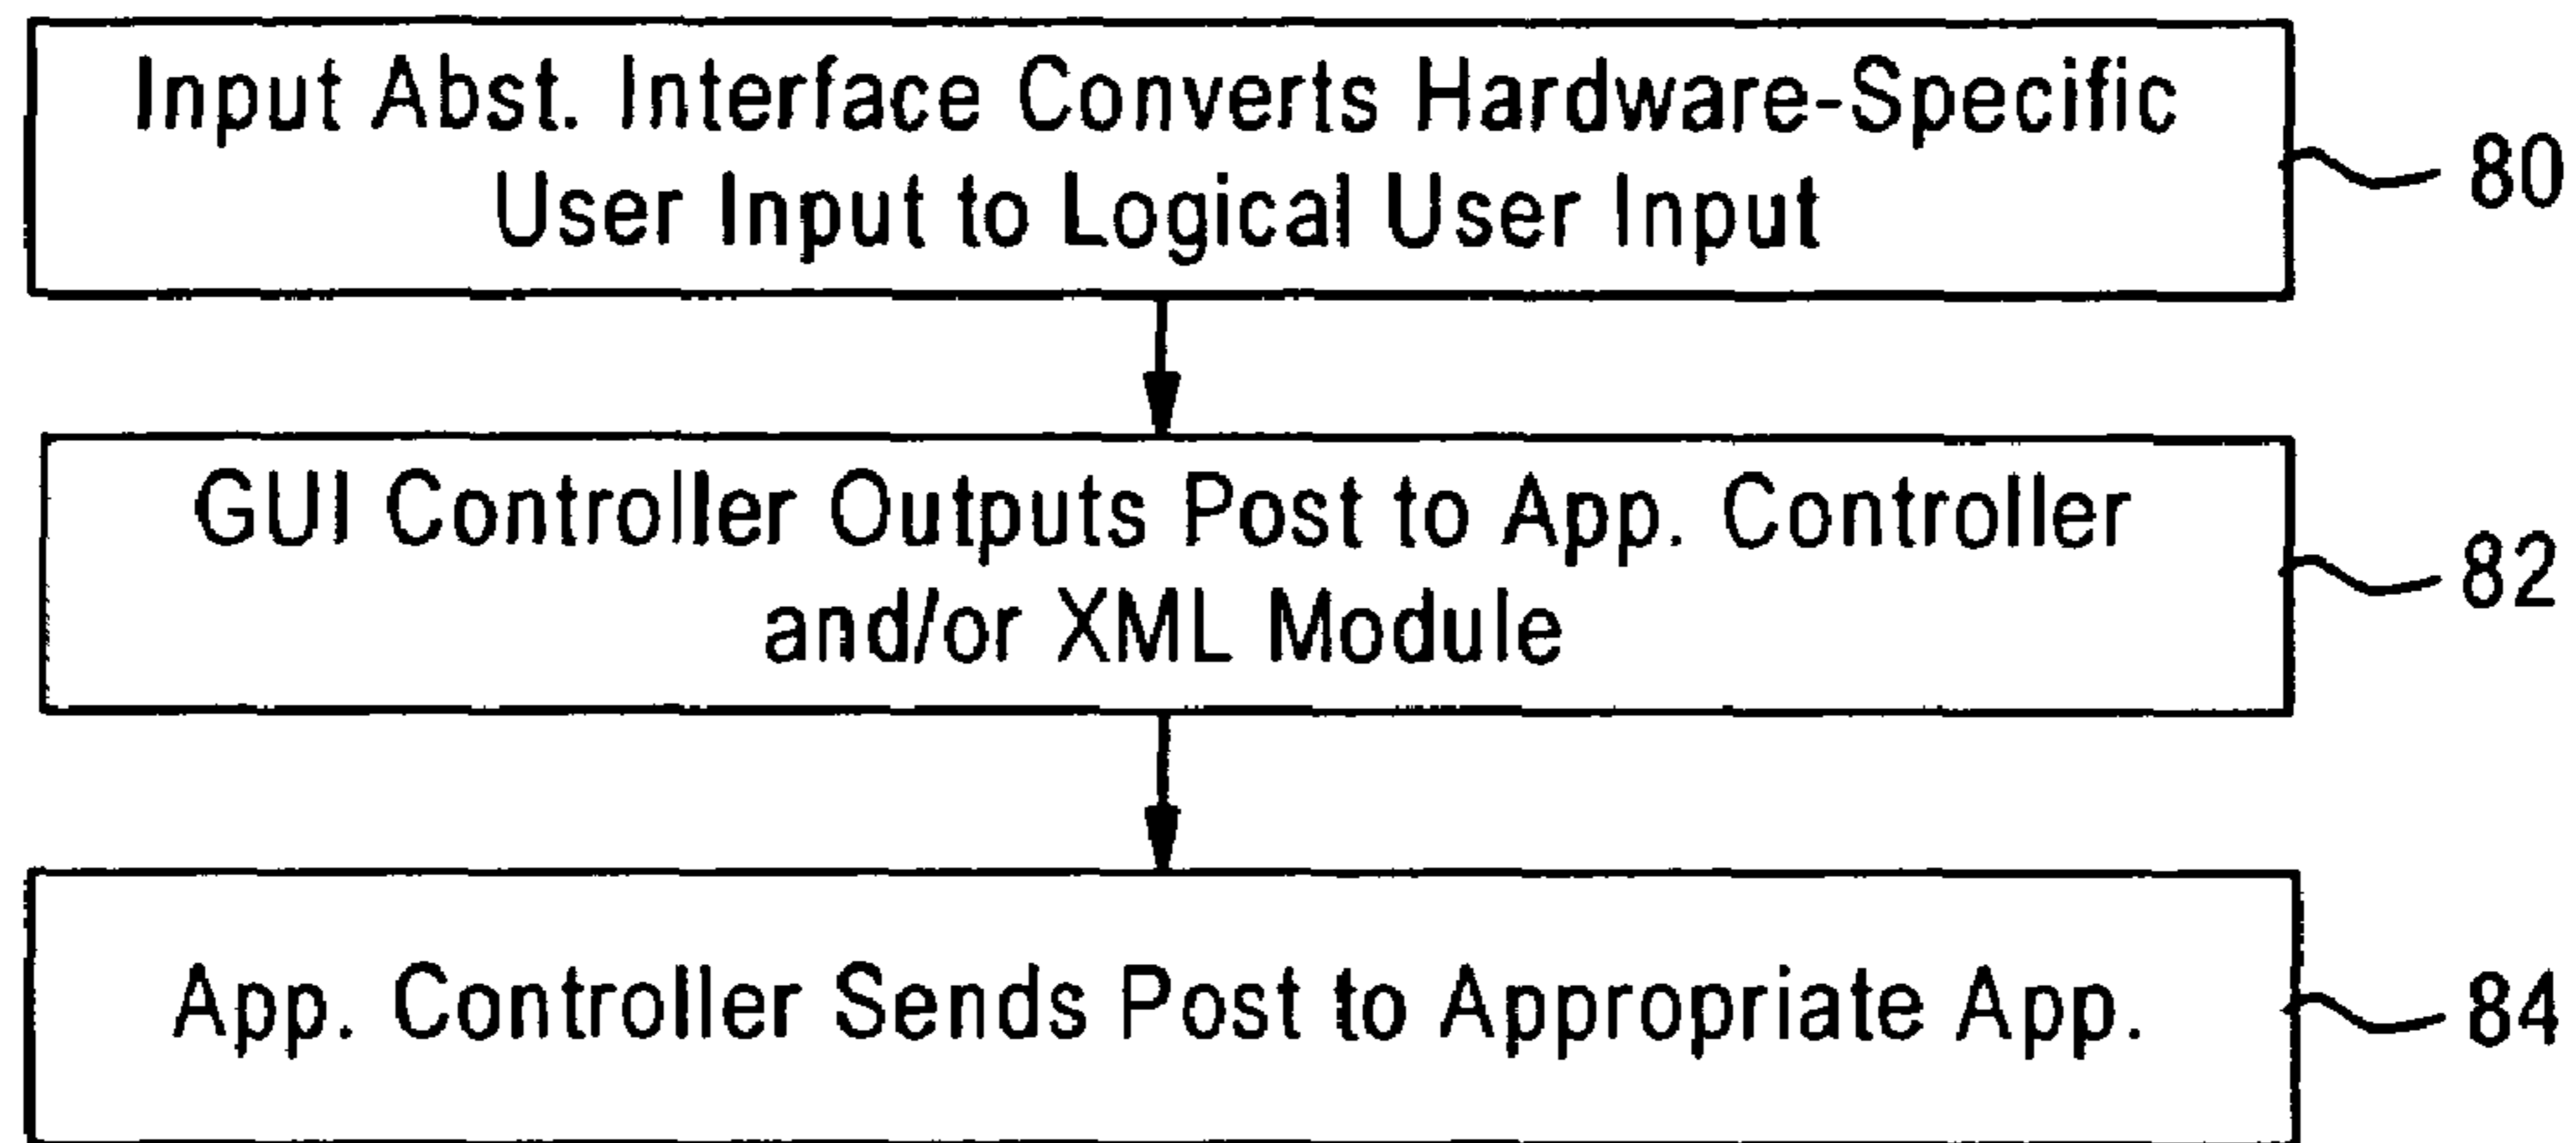 Input Abst. Interface Converts Hardware-Specific
User Input to Logical User Input
80
GUI Controller Outputs Post to App. Controller
and/or XML Module
82
App. Controller Sends Post to Appropriate App.
84